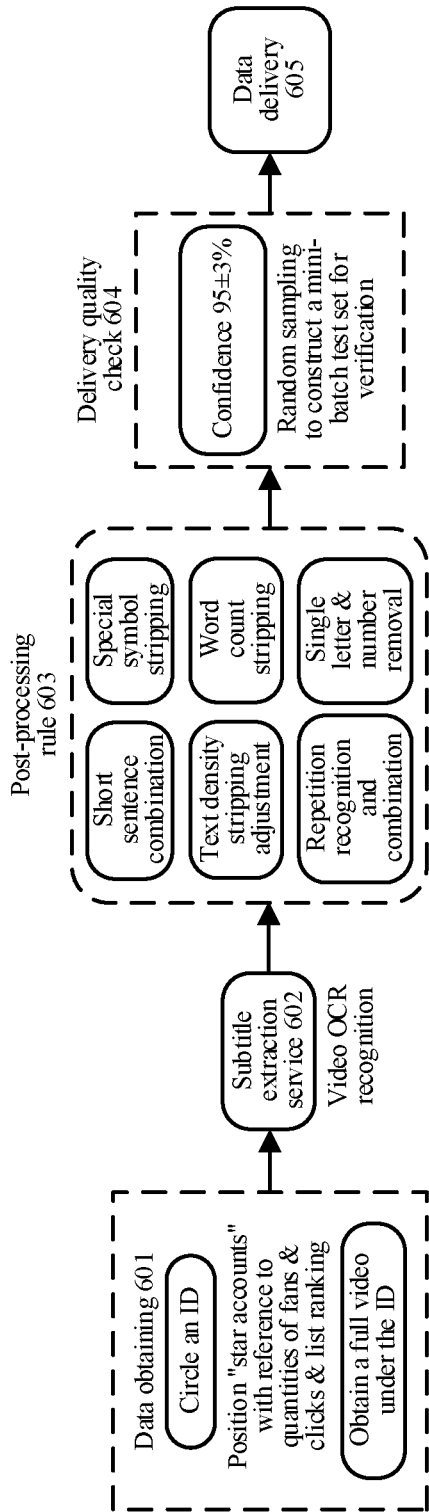 Data obtaining 601
Circle an ID
Position "star accounts"
with reference to
quantities of fans &
clicks & list ranking
Obtain a full video
under the ID
Subtitle
extraction
service 602
Video OCR
recognition
Post-processing
rule 603
Short
sentence
combination
Special
symbol
stripping
Text density
stripping
adjustment
Word
count
stripping
Repetition
recognition
and
combination
Single
letter &
number
removal
Delivery quality
check 604
Confidence 95±3%
Random sampling
to construct a mini-
batch test set for
verification
Data
delivery
605